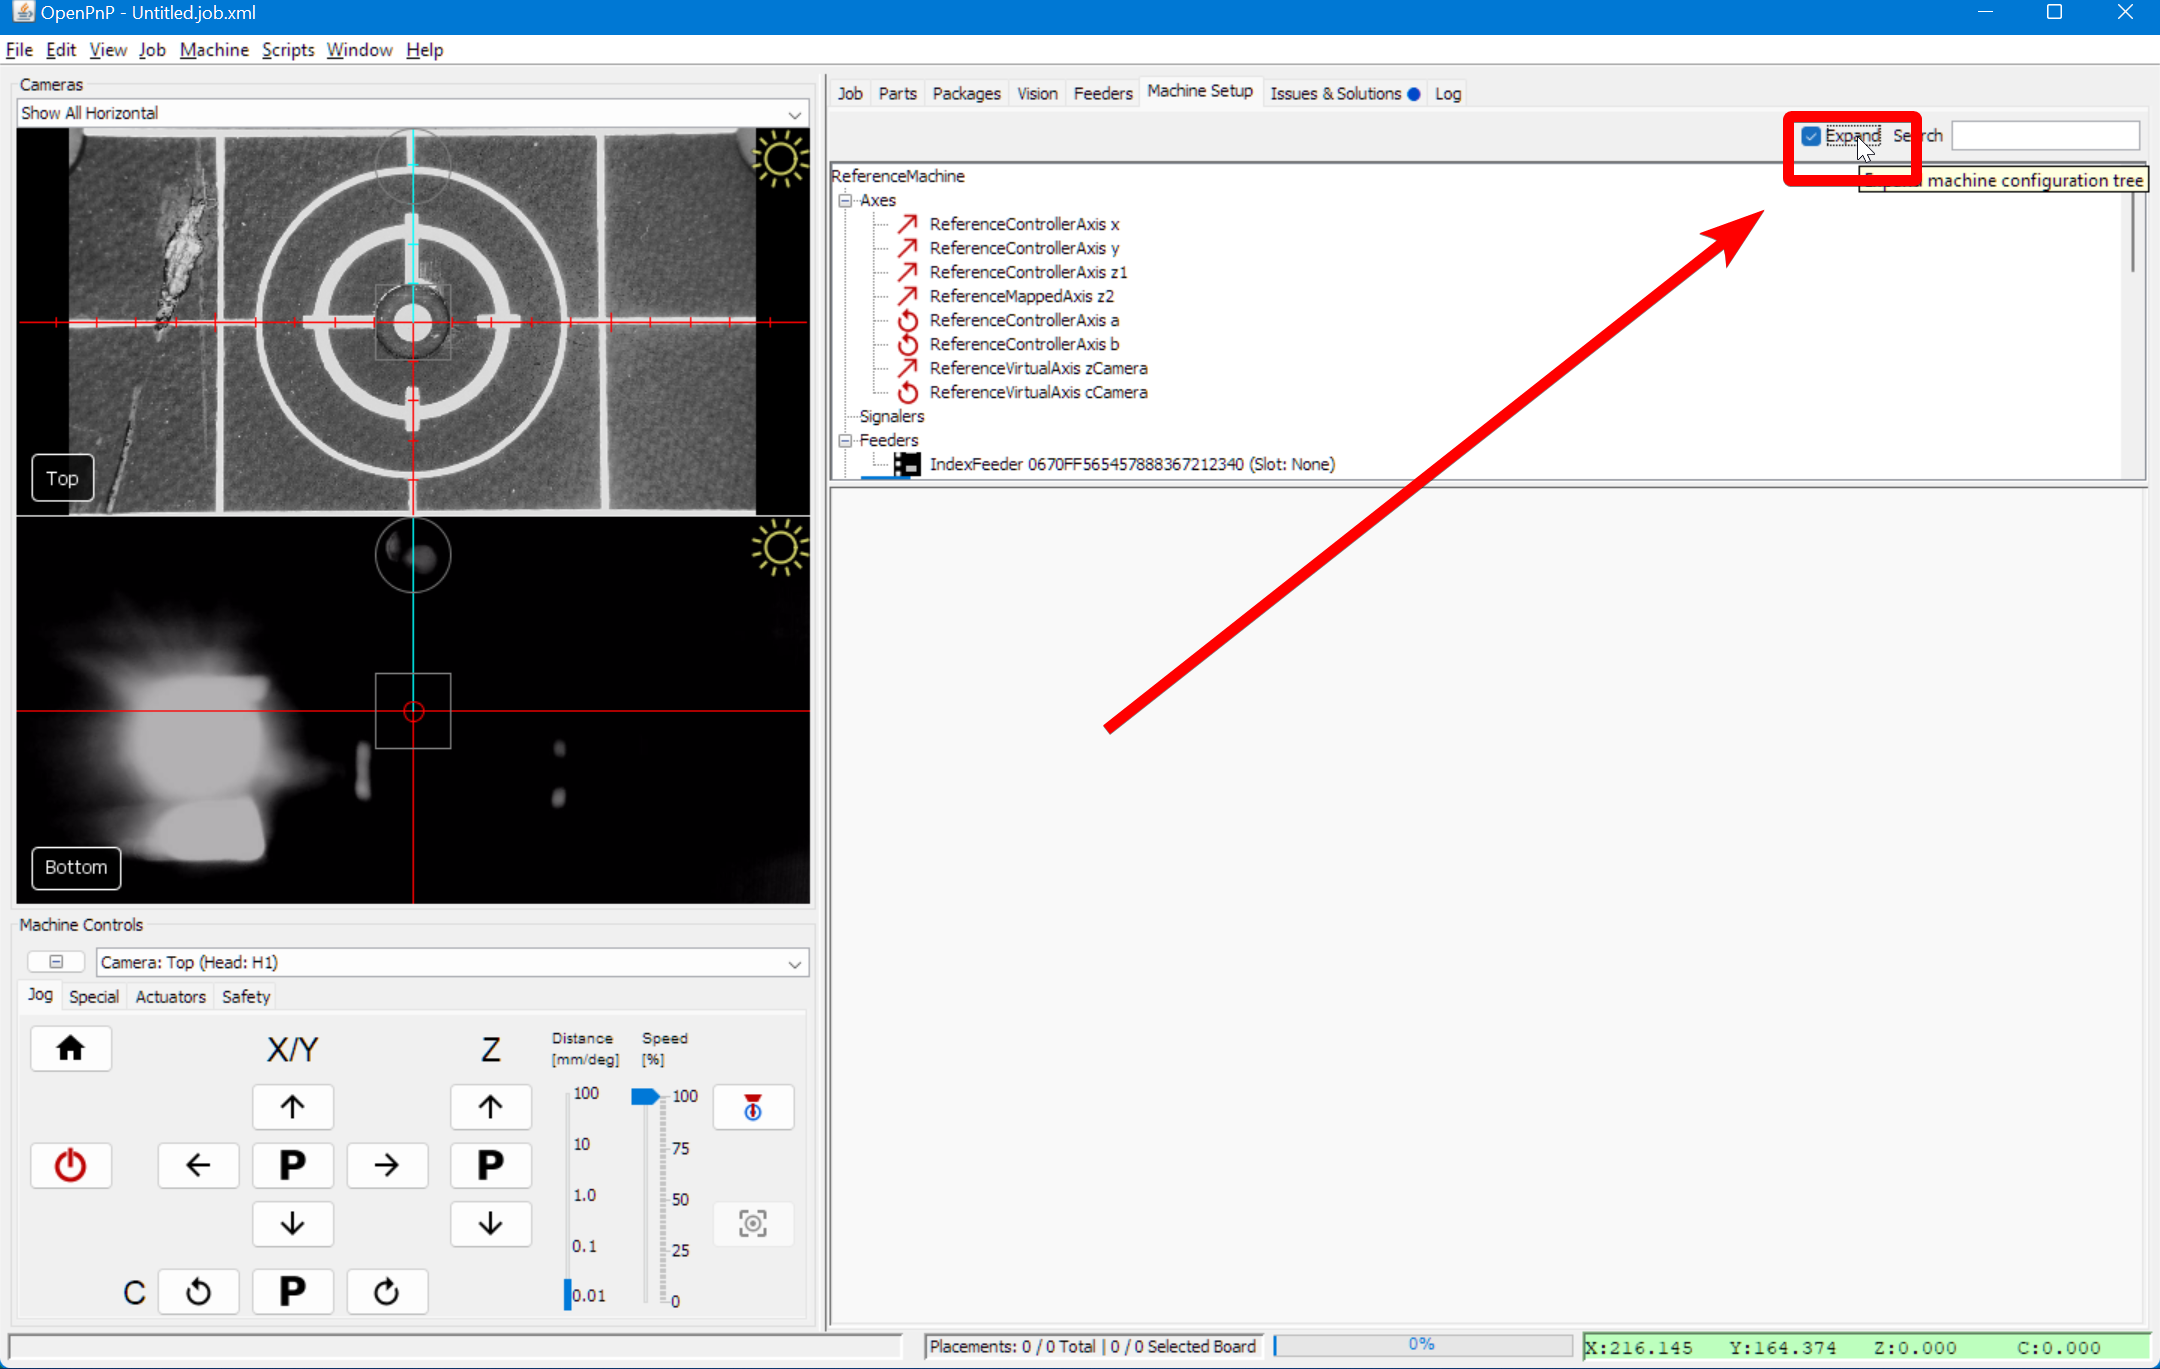 OpenPnP - Untitled.job.xml
File Edit View Job Machine Scripts Window Help
Cameras
Show All Horizontal
Top
Bottom
Machine Controls
Camera: Top (Head: H1)
Jog Special Actuators Safety
X/Y Z Distance [mm/deg] Speed [%]
100 100
10 75
1.0 50
0.1 25
0.01 0
P P
C P
Job Parts Packages Vision Feeders Machine Setup Issues & Solutions Log
Expand
machine configuration tree
ReferenceMachine
Axes
ReferenceControllerAxis x
ReferenceControllerAxis y
ReferenceControllerAxis z1
ReferenceMappedAxis z2
ReferenceControllerAxis a
ReferenceControllerAxis b
ReferenceVirtualAxis zCamera
ReferenceVirtualAxis cCamera
Signalers
Feeders
IndexFeeder 0670FF565457888367212340 (Slot: None)
Placements: 0 / 0 Total | 0 / 0 Selected Board
0%
X:216.145 Y:164.374 Z:0.000 C:0.000